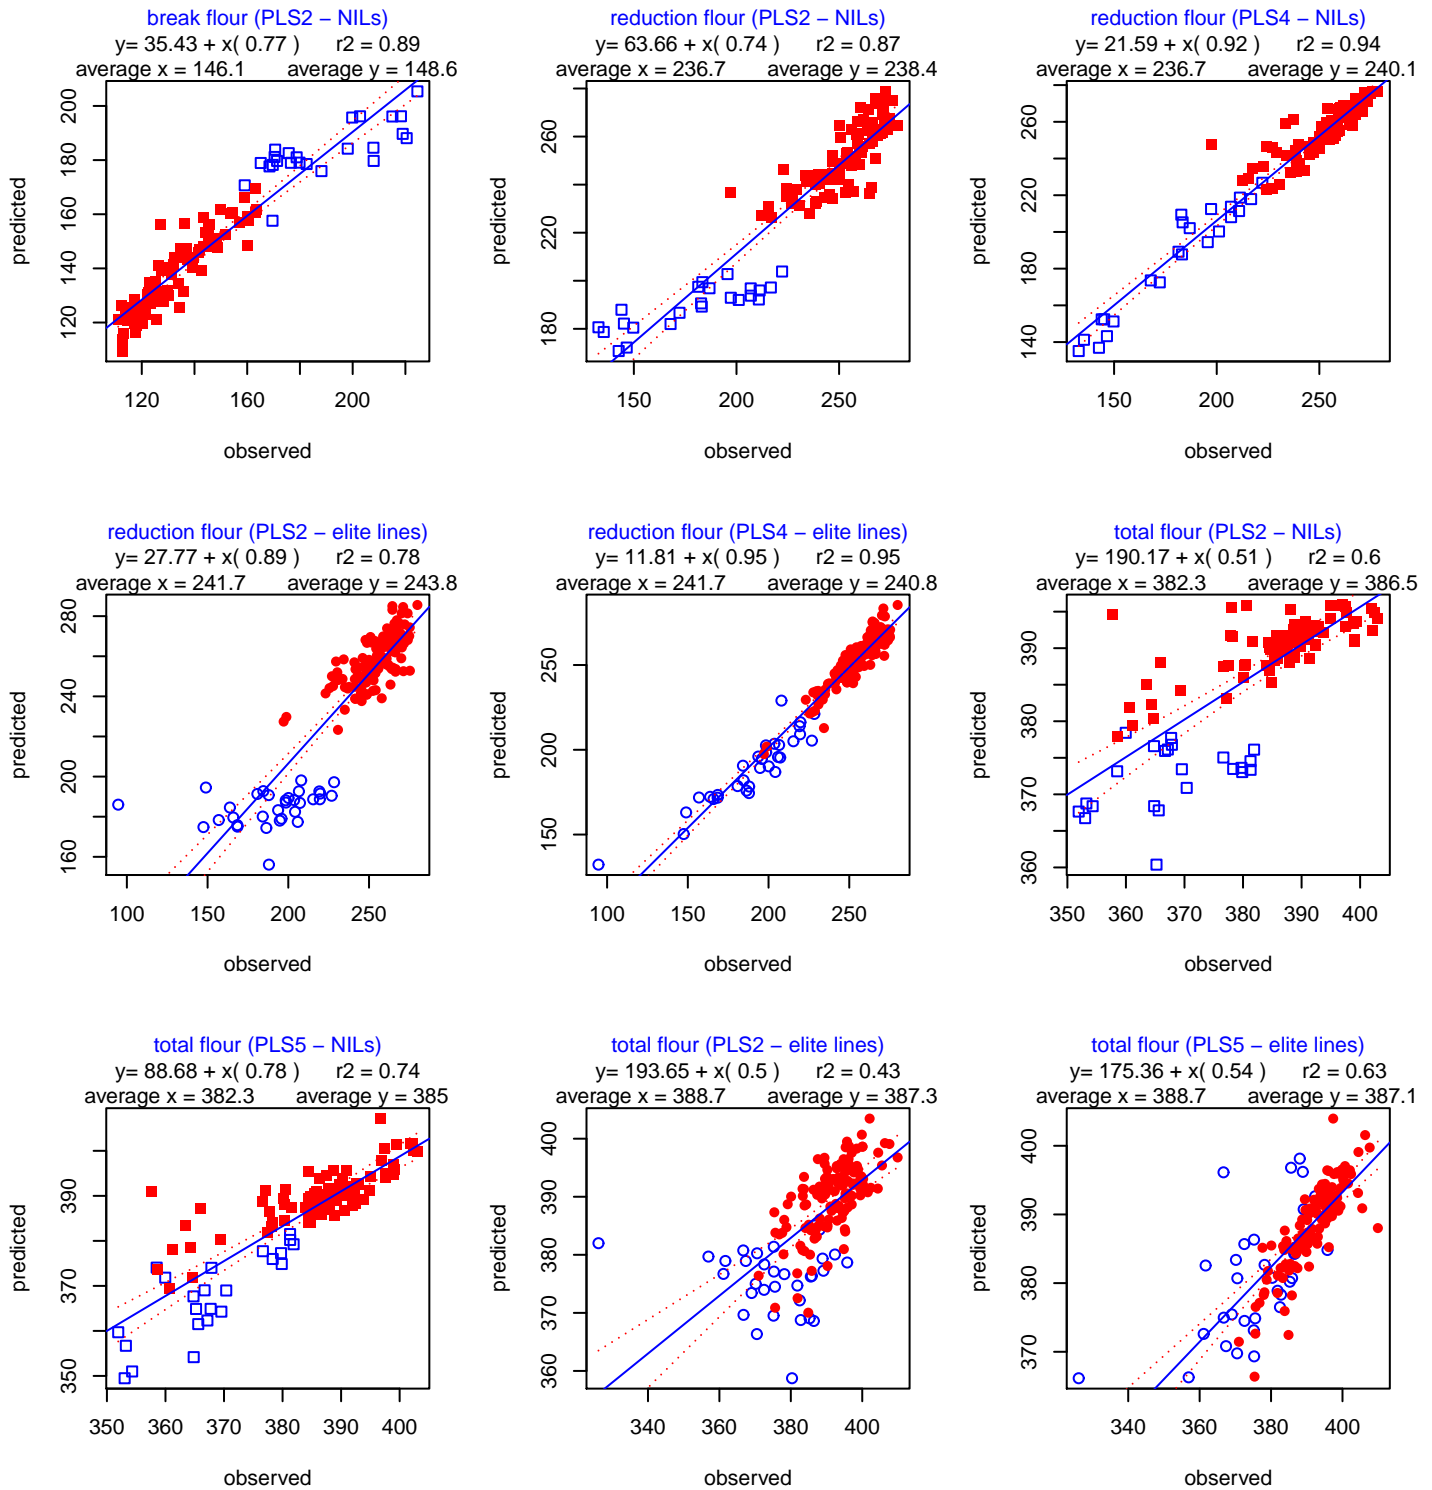 break flour (PLS2 – NILs)
y= 35.43 + x( 0.77 ) r2 = 0.89
average x = 146.1 average y = 148.6
predicted
120 140 160 180 200
120 160 200
observed
reduction flour (PLS2 – NILs)
y= 63.66 + x( 0.74 ) r2 = 0.87
average x = 236.7 average y = 238.4
predicted
180 220 260
150 200 250
observed
reduction flour (PLS4 – NILs)
y= 21.59 + x( 0.92 ) r2 = 0.94
average x = 236.7 average y = 240.1
predicted
140 180 220 260
150 200 250
observed
reduction flour (PLS2 – elite lines)
y= 27.77 + x( 0.89 ) r2 = 0.78
average x = 241.7 average y = 243.8
predicted
160 200 240 280
100 150 200 250
observed
reduction flour (PLS4 – elite lines)
y= 11.81 + x( 0.95 ) r2 = 0.95
average x = 241.7 average y = 240.8
predicted
150 200 250
100 150 200 250
observed
total flour (PLS2 – NILs)
y= 190.17 + x( 0.51 ) r2 = 0.6
average x = 382.3 average y = 386.5
predicted
360 370 380 390
350 360 370 380 390 400
observed
total flour (PLS5 – NILs)
y= 88.68 + x( 0.78 ) r2 = 0.74
average x = 382.3 average y = 385
predicted
350 370 390
350 360 370 380 390 400
observed
total flour (PLS2 – elite lines)
y= 193.65 + x( 0.5 ) r2 = 0.43
average x = 388.7 average y = 387.3
predicted
360 370 380 390 400
340 360 380 400
observed
total flour (PLS5 – elite lines)
y= 175.36 + x( 0.54 ) r2 = 0.63
average x = 388.7 average y = 387.1
predicted
370 380 390 400
340 360 380 400
observed